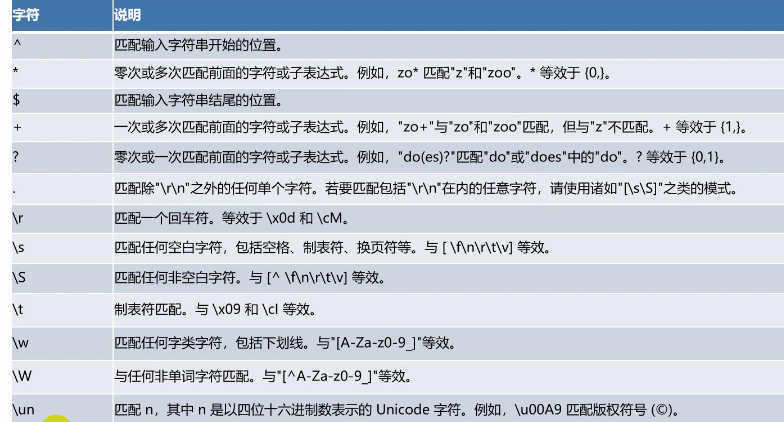 字符 说明
^ 匹配输入字符串开始的位置。
* 零次或多次匹配前面的字符或子表达式。例如，zo* 匹配"z"和"zoo"。* 等效于 {0,}。
$ 匹配输入字符串结尾的位置。
+ 一次或多次匹配前面的字符或子表达式。例如，"zo+"与"zo"和"zoo"匹配，但与"z"不匹配。+ 等效于 {1,}。
? 零次或一次匹配前面的字符或子表达式。例如，"do(es)?"匹配"do"或"does"中的"do"。? 等效于 {0,1}。
. 匹配除"\r\n"之外的任何单个字符。若要匹配包括"\r\n"在内的任意字符，请使用诸如"[\s\S]"之类的模式。
\r 匹配一个回车符。等效于 \x0d 和 \cM。
\s 匹配任何空白字符，包括空格、制表符、换页符等。与 [ \f\n\r\t\v] 等效。
\S 匹配任何非空白字符。与 [^ \f\n\r\t\v] 等效。
\t 制表符匹配。与 \x09 和 \cI 等效。
\w 匹配任何字类字符，包括下划线。与"[A-Za-z0-9_]"等效。
\W 与任何非单词字符匹配。与"[^A-Za-z0-9_]"等效。
\un 匹配 n，其中 n 是以四位十六进制数表示的 Unicode 字符。例如，\u00A9 匹配版权符号 (©)。